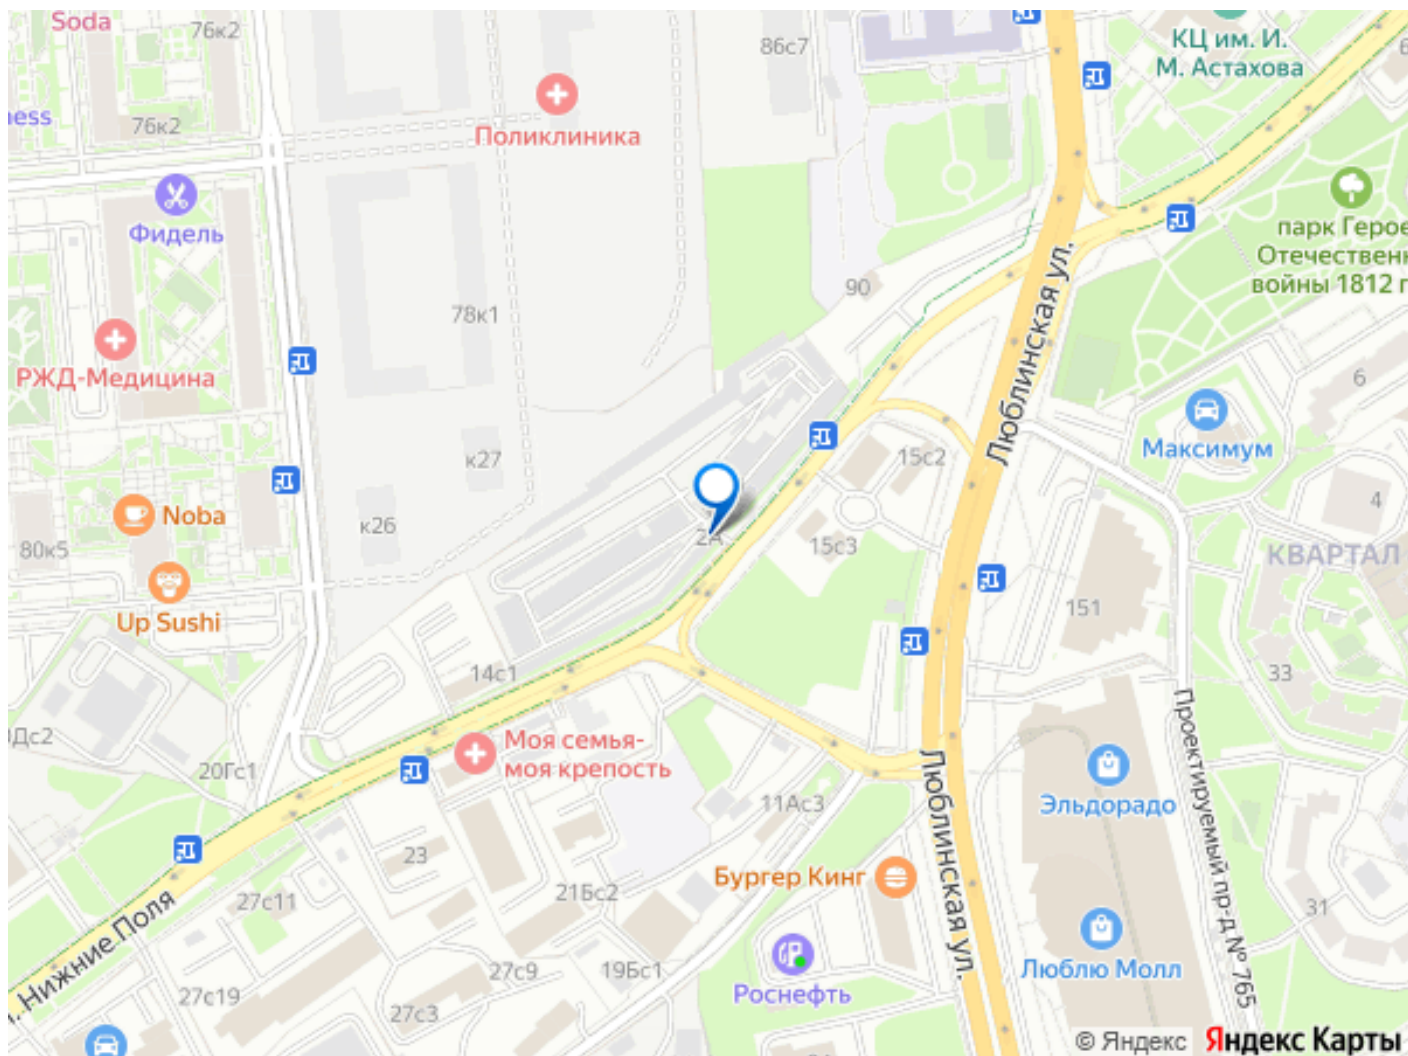 Soda
76к2
86с7
КЦ им. И.
М. Астахова
Поликлиника
76к2
Фидель
парк Герое
Отечественн
войны 1812 г
90
78к1
Люблинская ул.
РЖД-Медицина
6
Максимум
15с2
к27
4
Noba
к26
2А
15с3
80к5
КВАРТАЛ
Up Sushi
151
14с1
33
Дс2
Моя семья-
моя крепость
20Гс1
Проектируемый пр-д № 765
Люблинская ул.
11Ас3
Эльдорадо
23
Бургер Кинг
21Бс2
27с11
31
Нижние Поля
27с9
19Бс1
Люблю Молл
Роснефть
27с19
27с3
© Яндекс Яндекс Карты